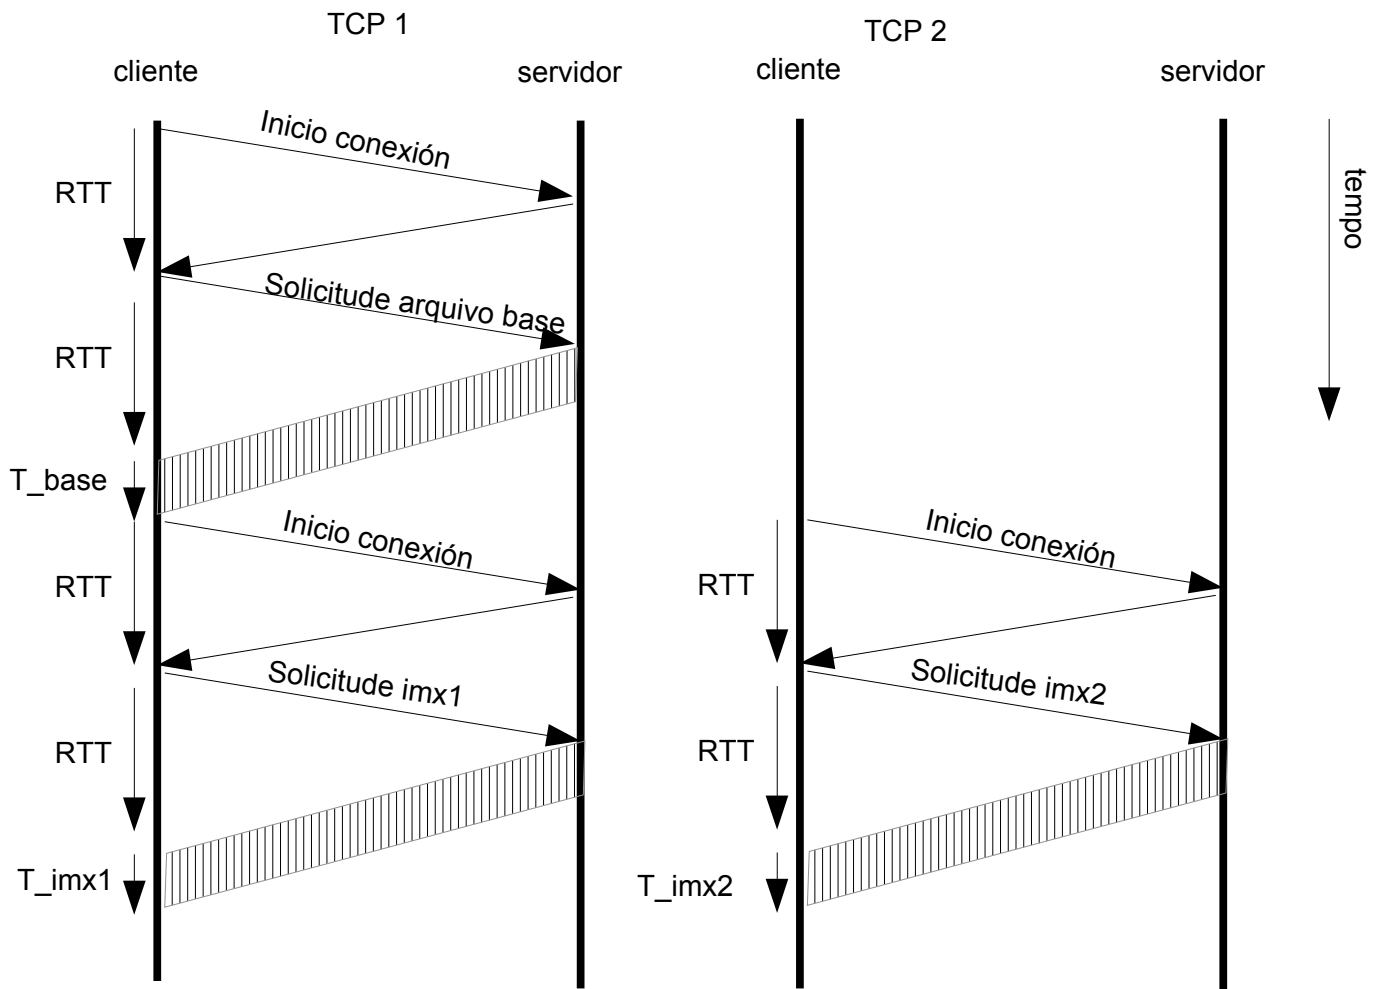 TCP 1
TCP 2
cliente
servidor
cliente
servidor
Inicio conexión
RTT
tempo
Solicitude arquivo base
RTT
T_base
Inicio conexión
Inicio conexión
RTT
RTT
Solicitude imx1
Solicitude imx2
RTT
RTT
T_imx1
T_imx2